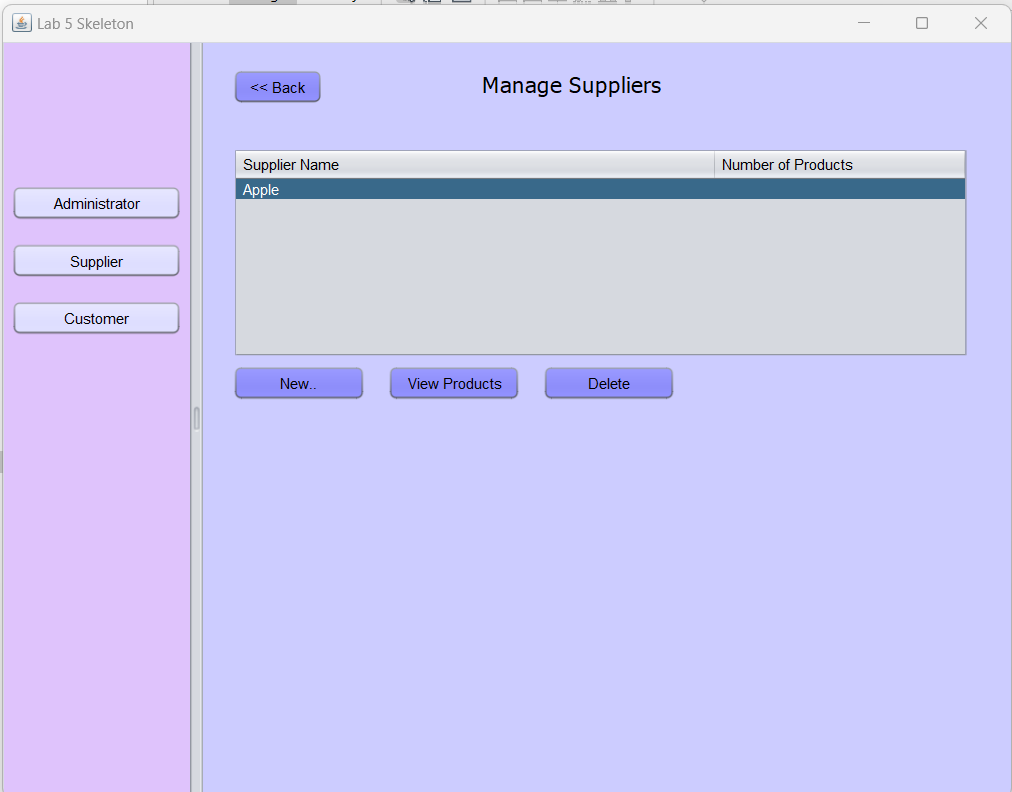 Lab 5 Skeleton
<< Back
Manage Suppliers
Supplier Name Number of Products
Apple
Administrator
Supplier
Customer
New.. View Products Delete